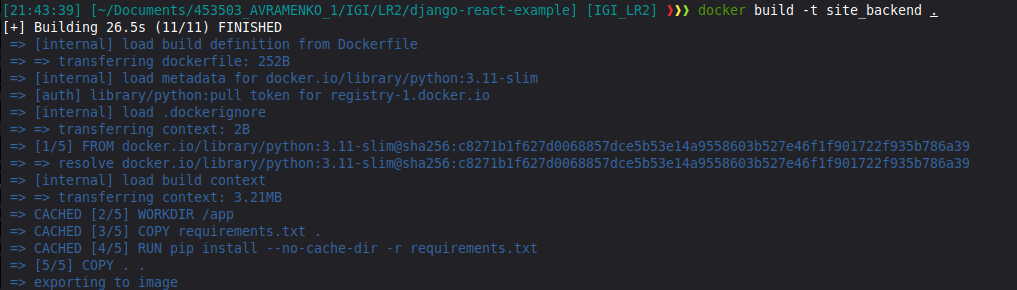 [21:43:39] [~/Documents/453503_AVRAMENKO_1/IGI/LR2/django-react-example] [IGI_LR2] ❯❯❯ docker build -t site_backend .
[+] Building 26.5s (11/11) FINISHED
=> [internal] load build definition from Dockerfile
=> => transferring dockerfile: 252B
=> [internal] load metadata for docker.io/library/python:3.11-slim
=> [auth] library/python:pull token for registry-1.docker.io
=> [internal] load .dockerignore
=> => transferring context: 2B
=> [1/5] FROM docker.io/library/python:3.11-slim@sha256:c8271b1f627d0068857dce5b53e14a9558603b527e46f1f901722f935b786a39
=> => resolve docker.io/library/python:3.11-slim@sha256:c8271b1f627d0068857dce5b53e14a9558603b527e46f1f901722f935b786a39
=> [internal] load build context
=> => transferring context: 3.21MB
=> CACHED [2/5] WORKDIR /app
=> CACHED [3/5] COPY requirements.txt .
=> CACHED [4/5] RUN pip install --no-cache-dir -r requirements.txt
=> [5/5] COPY . .
=> exporting to image